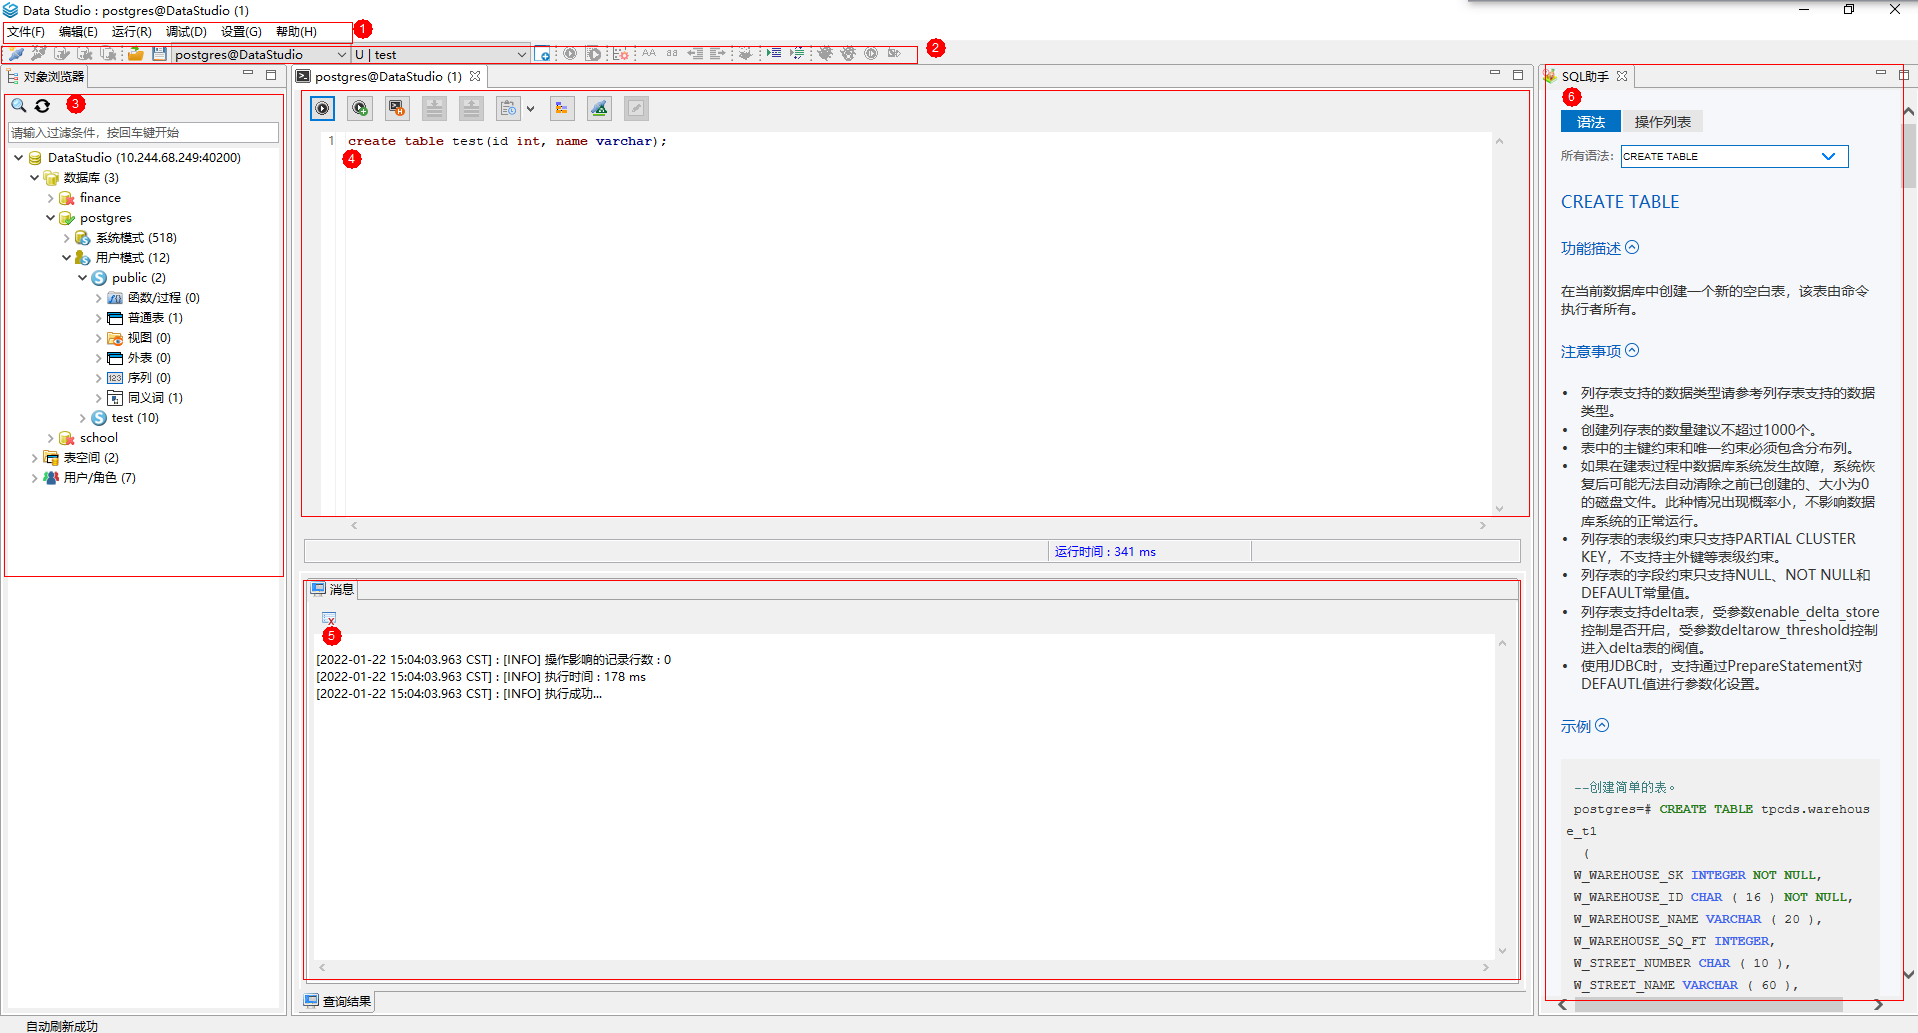 Data Studio : postgres@DataStudio (1)
文件(F) 编辑(E) 运行(R) 调试(D) 设置(G) 帮助(H) 1
postgres@DataStudio U | test AA aa 2
对象浏览器
3
请输入过滤条件，按回车键开始
DataStudio (10.244.68.249:40200)
数据库 (3)
finance
postgres
系统模式 (518)
用户模式 (12)
public (2)
函数/过程 (0)
普通表 (1)
视图 (0)
外表 (0)
序列 (0)
同义词 (1)
test (10)
school
表空间 (2)
用户/角色 (7)
postgres@DataStudio (1)
1 create table test(id int, name varchar);
4
运行时间 : 341 ms
消息
5
[2022-01-22 15:04:03.963 CST] : [INFO] 操作影响的记录行数 : 0
[2022-01-22 15:04:03.963 CST] : [INFO] 执行时间 : 178 ms
[2022-01-22 15:04:03.963 CST] : [INFO] 执行成功...
查询结果
SQL助手
6
语法 操作列表
所有语法: CREATE TABLE
CREATE TABLE
功能描述
在当前数据库中创建一个新的空白表，该表由命令
执行者所有。
注意事项
• 列存表支持的数据类型请参考列存表支持的数据
类型。
• 创建列存表的数量建议不超过1000个。
• 表中的主键约束和唯一约束必须包含分布列。
• 如果在建表过程中数据库系统发生故障，系统恢
复后可能无法自动清除之前已创建的、大小为0
的磁盘文件。此种情况出现概率小，不影响数据
库系统的正常运行。
• 列存表的表级约束只支持PARTIAL CLUSTER
KEY，不支持主外键等表级约束。
• 列存表的字段约束只支持NULL、NOT NULL和
DEFAULT常量值。
• 列存表支持delta表，受参数enable_delta_store
控制是否开启，受参数deltarow_threshold控制
进入delta表的阀值。
• 使用JDBC时，支持通过PrepareStatement对
DEFAUTL值进行参数化设置。
示例
--创建简单的表。
postgres=# CREATE TABLE tpcds.warehous
e_t1
(
W_WAREHOUSE_SK INTEGER NOT NULL,
W_WAREHOUSE_ID CHAR ( 16 ) NOT NULL,
W_WAREHOUSE_NAME VARCHAR ( 20 ),
W_WAREHOUSE_SQ_FT INTEGER,
W_STREET_NUMBER CHAR ( 10 ),
W_STREET_NAME VARCHAR ( 60 ),
自动刷新成功